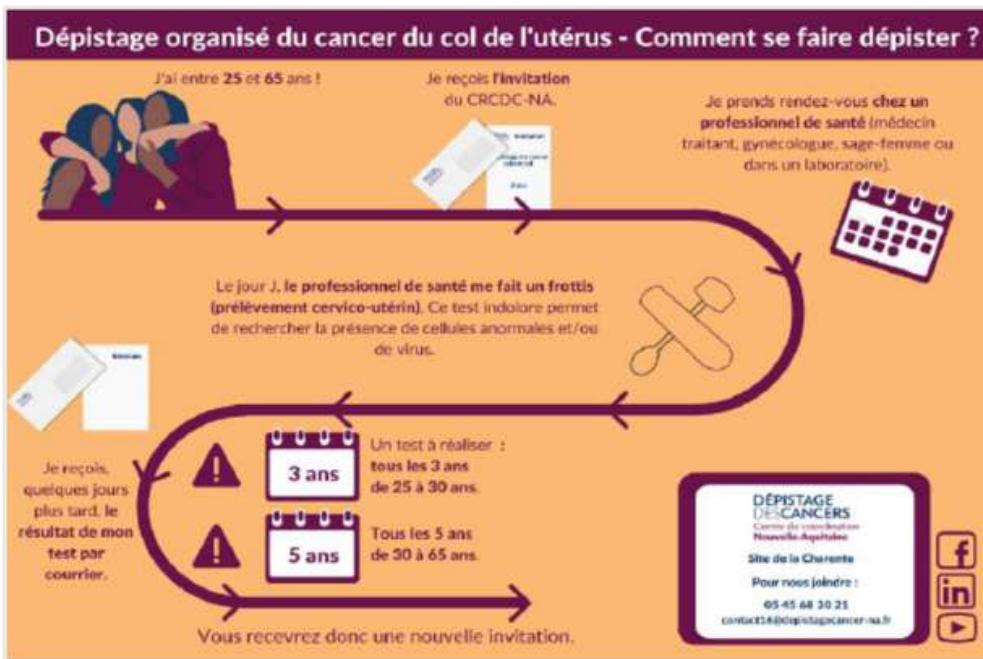 Dépistage organisé du cancer du col de l'utérus - Comment se faire dépister ?
J'ai entre 25 et 65 ans !
Je reçois l'invitation
du CRCDC-NA.
Je prends rendez-vous chez un
professionnel de santé (médecin
traitant, gynécologue, sage-femme ou
dans un laboratoire).
Le jour J, le professionnel de santé me fait un frottis
(prélèvement cervico-utérin). Ce test indolore permet
de rechercher la présence de cellules anormales et/ou
de virus.
3 ans
Un test à réaliser :
tous les 3 ans
de 25 à 30 ans.
5 ans
Tous les 5 ans
de 30 à 65 ans.
Je reçois,
quelques jours
plus tard, le
résultat de mon
test par
courrier.
Vous recevrez donc une nouvelle invitation.
DÉPISTAGE
DES CANCERS
Centre de coordination
Nouvelle-Aquitaine
Site de la Charente
Pour nous joindre :
05 45 68 30 21
contact16@depistagecancer-na.fr